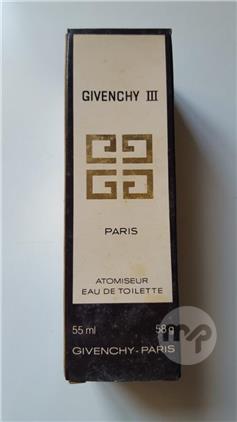 GIVENCHY III
PARIS
ATOMISEUR
EAU DE TOILETTE
55 ml 58 g
GIVENCHY-PARIS